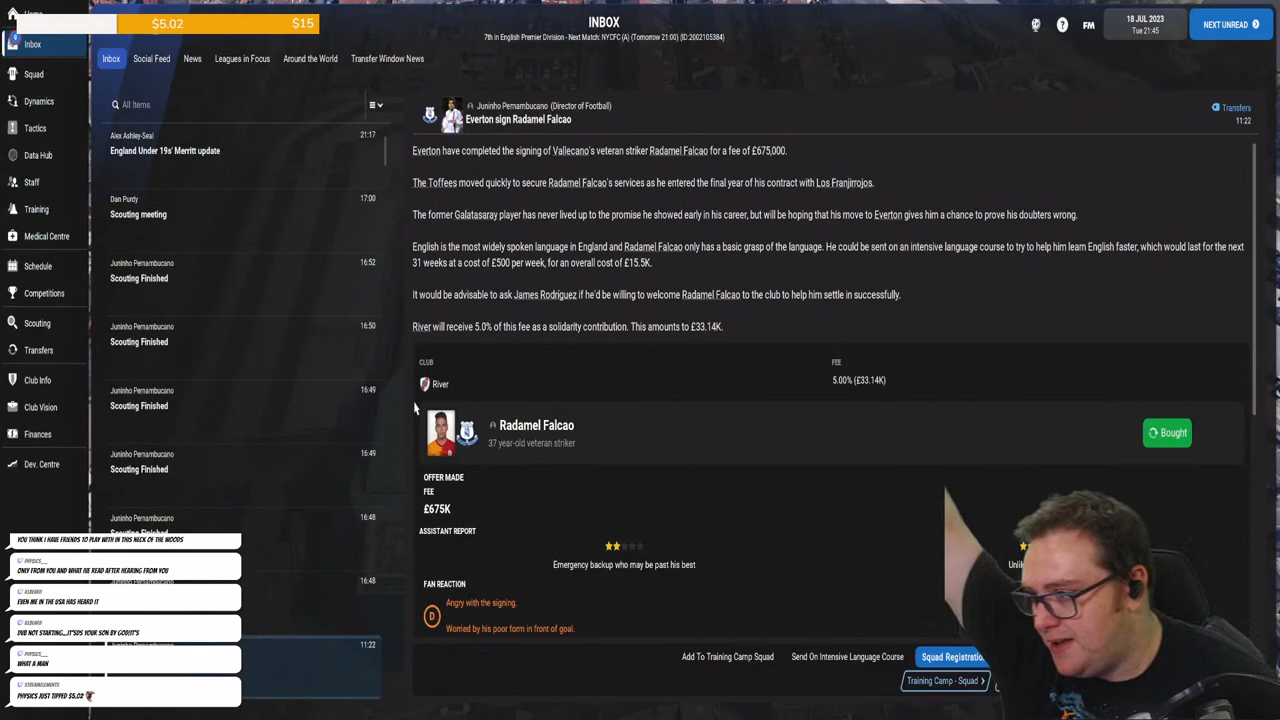 Home
$5.02
$15
INBOX
7th in English Premier Division - Next Match: NYCFC (A) (Tomorrow 21:00) (ID:2002105384)
FM
18 JUL 2023
Tue 21:45
NEXT UNREAD
Inbox
Squad
Dynamics
Tactics
Data Hub
Staff
Training
Medical Centre
Schedule
Competitions
Scouting
Transfers
Club Info
Club Vision
Finances
Dev. Centre
Inbox
Social Feed
News
Leagues in Focus
Around the World
Transfer Window News
All Items
Alex Ashley-Seal
21:17
England Under 19s' Merritt update
Dan Purdy
17:00
Scouting meeting
Juninho Pernambucano
16:52
Scouting Finished
Juninho Pernambucano
16:50
Scouting Finished
Juninho Pernambucano
16:49
Scouting Finished
Juninho Pernambucano
16:49
Scouting Finished
Juninho Pernambucano
16:48
Scouting Finished
16:48
11:22
Juninho Pernambucano (Director of Football)
Everton sign Radamel Falcao
Transfers
11:22
Everton have completed the signing of Vallecano's veteran striker Radamel Falcao for a fee of £675,000.
The Toffees moved quickly to secure Radamel Falcao's services as he entered the final year of his contract with Los Franjirrojos.
The former Galatasaray player has never lived up to the promise he showed early in his career, but will be hoping that his move to Everton gives him a chance to prove his doubters wrong.
English is the most widely spoken language in England and Radamel Falcao only has a basic grasp of the language. He could be sent on an intensive language course to try to help him learn English faster, which would last for the next
31 weeks at a cost of £500 per week, for an overall cost of £15.5K.
It would be advisable to ask James Rodríguez if he'd be willing to welcome Radamel Falcao to the club to help him settle in successfully.
River will receive 5.0% of this fee as a solidarity contribution. This amounts to £33.14K.
CLUB
FEE
River
5.00% (£33.14K)
Radamel Falcao
37 year-old veteran striker
Bought
OFFER MADE
FEE
£675K
ASSISTANT REPORT
Emergency backup who may be past his best
Unlik
FAN REACTION
D
Angry with the signing.
Worried by his poor form in front of goal.
Add To Training Camp Squad
Send On Intensive Language Course
Squad Registratio
Training Camp - Squad
YOU THINK I HAVE FRIENDS TO PLAY WITH IN THIS NECK OF THE WOODS
PHYSICS__
ONLY FROM YOU AND WHAT I'VE READ AFTER HEARING FROM YOU
EVEN ME IN THE USA HAS HEARD IT
DVB NOT STARTING...IT'SDS YOUR SON BY GOD!IT'S
PHYSICS__
WHAT A MAN
STREAMELEMENTS
PHYSICS JUST TIPPED $5.02